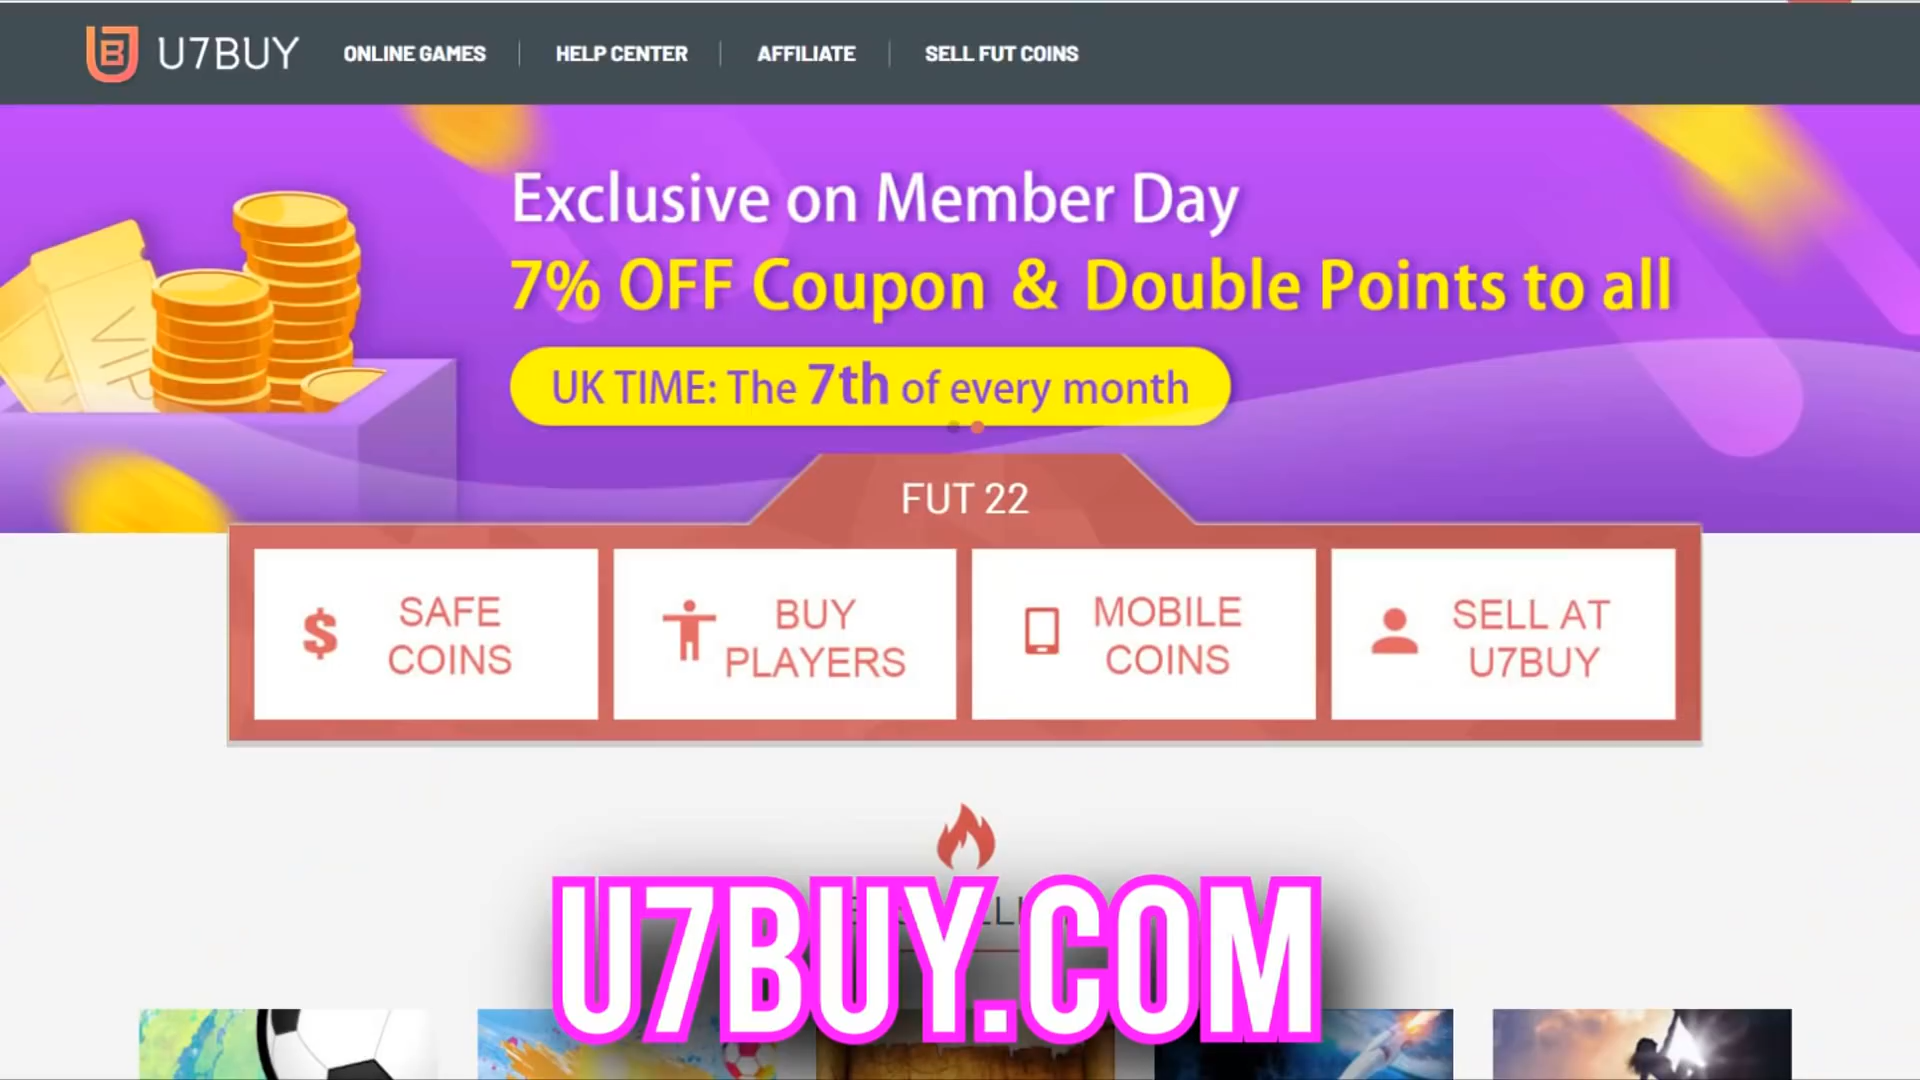 U7BUY
ONLINE GAMES
HELP CENTER
AFFILIATE
SELL FUT COINS
Exclusive on Member Day
7% OFF Coupon & Double Points to all
UK TIME: The 7th of every month
FUT 22
SAFE
COINS
BUY
PLAYERS
MOBILE
COINS
SELL AT
U7BUY
U7BUY.COM